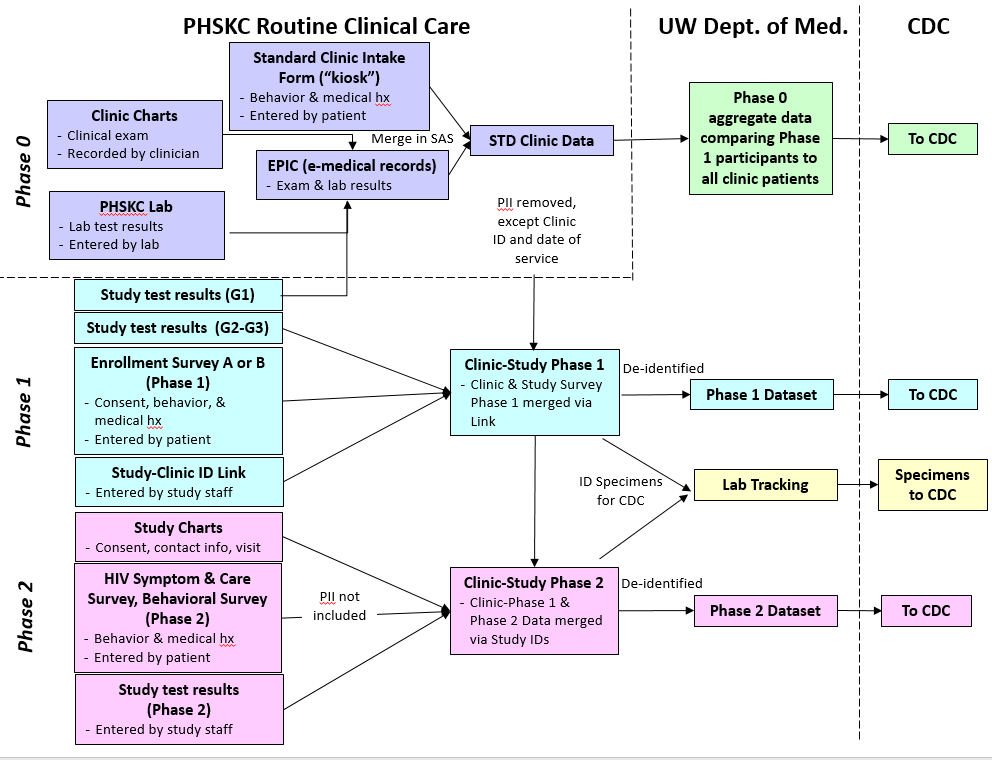 PHSKC Routine Clinical Care
UW Dept. of Med.
CDC
Phase 0
Standard Clinic Intake
Form (“kiosk”)
- Behavior & medical hx
- Entered by patient
Clinic Charts
- Clinical exam
- Recorded by clinician
Merge in SAS
EPIC (e-medical records)
- Exam & lab results
STD Clinic Data
Phase 0
aggregate data
comparing Phase
1 participants to
all clinic patients
To CDC
PHSKC Lab
- Lab test results
- Entered by lab
PII removed,
except Clinic
ID and date of
service
Phase 1
Study test results (G1)
Study test results (G2-G3)
Enrollment Survey A or B
(Phase 1)
- Consent, behavior, &
medical hx
- Entered by patient
Study-Clinic ID Link
- Entered by study staff
Clinic-Study Phase 1
- Clinic & Study Survey
Phase 1 merged via
Link
De-identified
Phase 1 Dataset
To CDC
ID Specimens
for CDC
Lab Tracking
Specimens
to CDC
Phase 2
Study Charts
- Consent, contact info, visit
HIV Symptom & Care
Survey, Behavioral Survey
(Phase 2)
- Behavior & medical hx
- Entered by patient
PII not
included
Study test results
(Phase 2)
- Entered by study staff
Clinic-Study Phase 2
- Clinic-Phase 1 &
Phase 2 Data merged
via Study IDs
De-identified
Phase 2 Dataset
To CDC